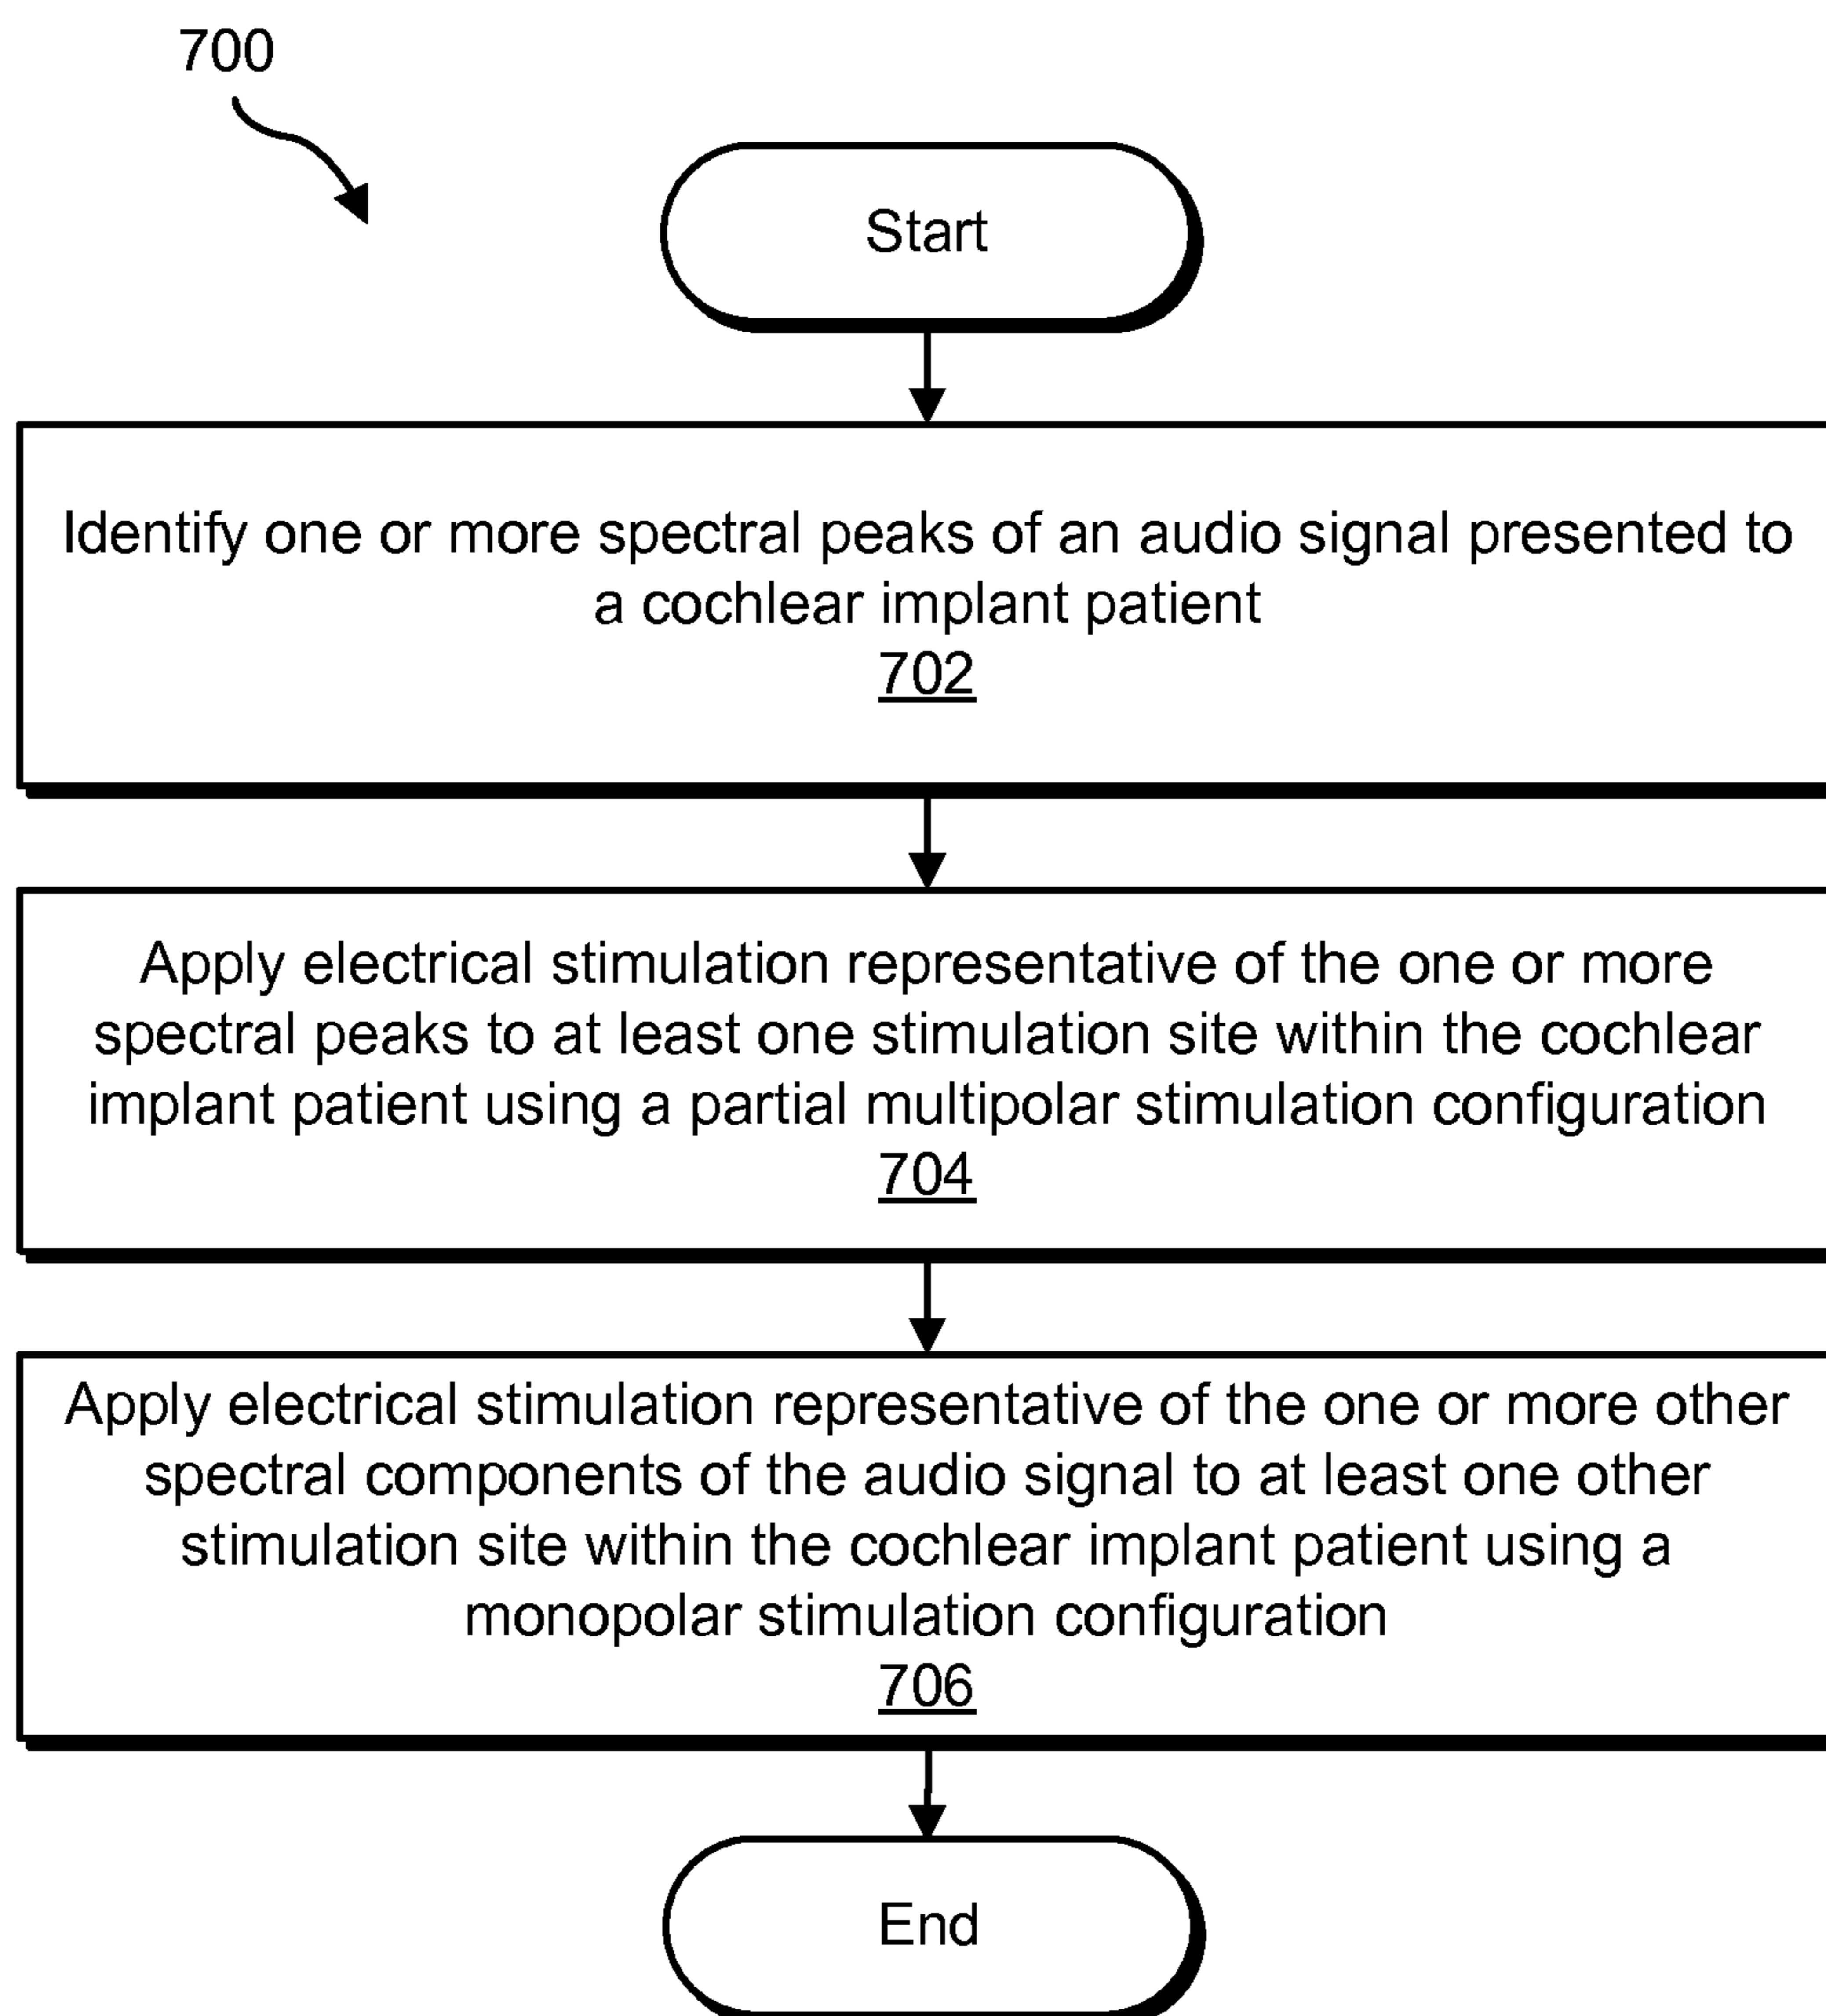 700
Start
Identify one or more spectral peaks of an audio signal presented to
a cochlear implant patient
702
Apply electrical stimulation representative of the one or more
spectral peaks to at least one stimulation site within the cochlear
implant patient using a partial multipolar stimulation configuration
704
Apply electrical stimulation representative of the one or more other
spectral components of the audio signal to at least one other
stimulation site within the cochlear implant patient using a
monopolar stimulation configuration
706
End